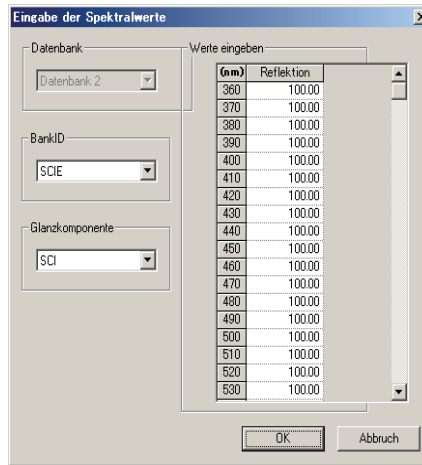 Eingabe der Spektralwerte
Datenbank
Datenbank 2
BankID
SCIE
Glanzkomponente
SCI
Werte eingeben
(nm) Reflektion
360 100.00
370 100.00
380 100.00
390 100.00
400 100.00
410 100.00
420 100.00
430 100.00
440 100.00
450 100.00
460 100.00
470 100.00
480 100.00
490 100.00
500 100.00
510 100.00
520 100.00
530 100.00
OK Abbruch